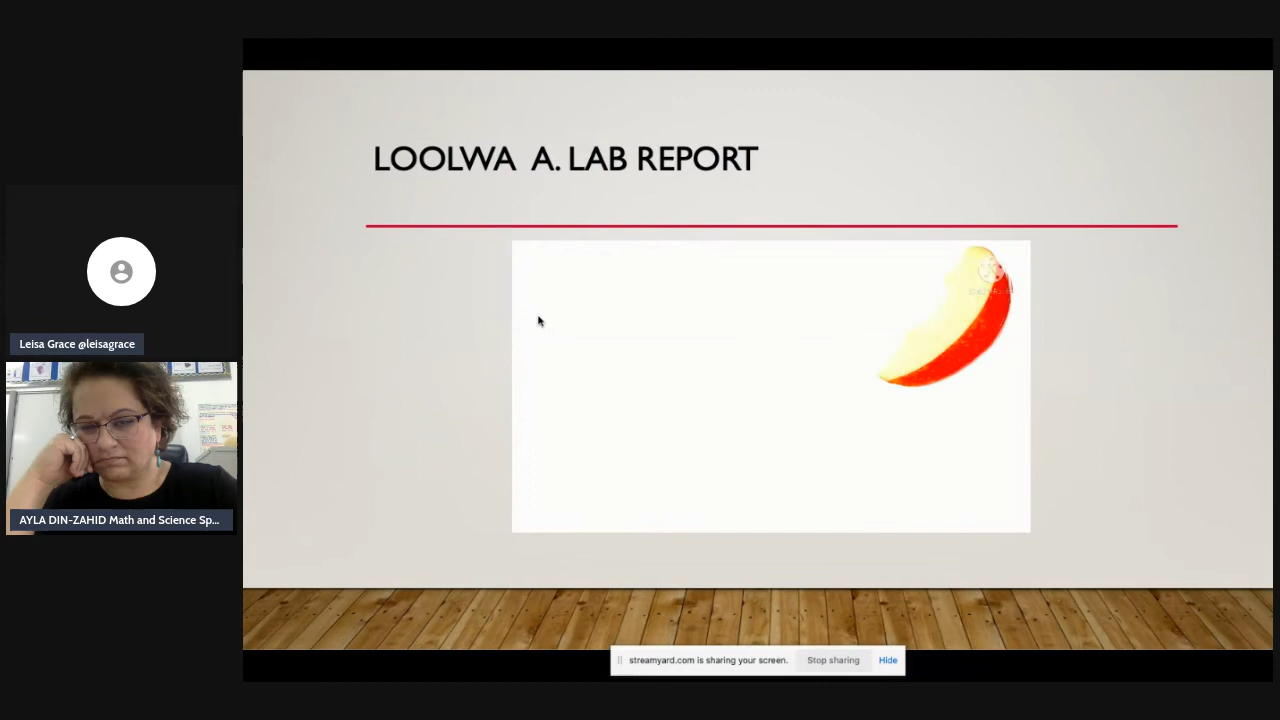 LOOLWA A. LAB REPORT
Leisa Grace @leisagrace
AYLA DIN-ZAHID Math and Science Sp...
streamyard.com is sharing your screen.
Stop sharing
Hide